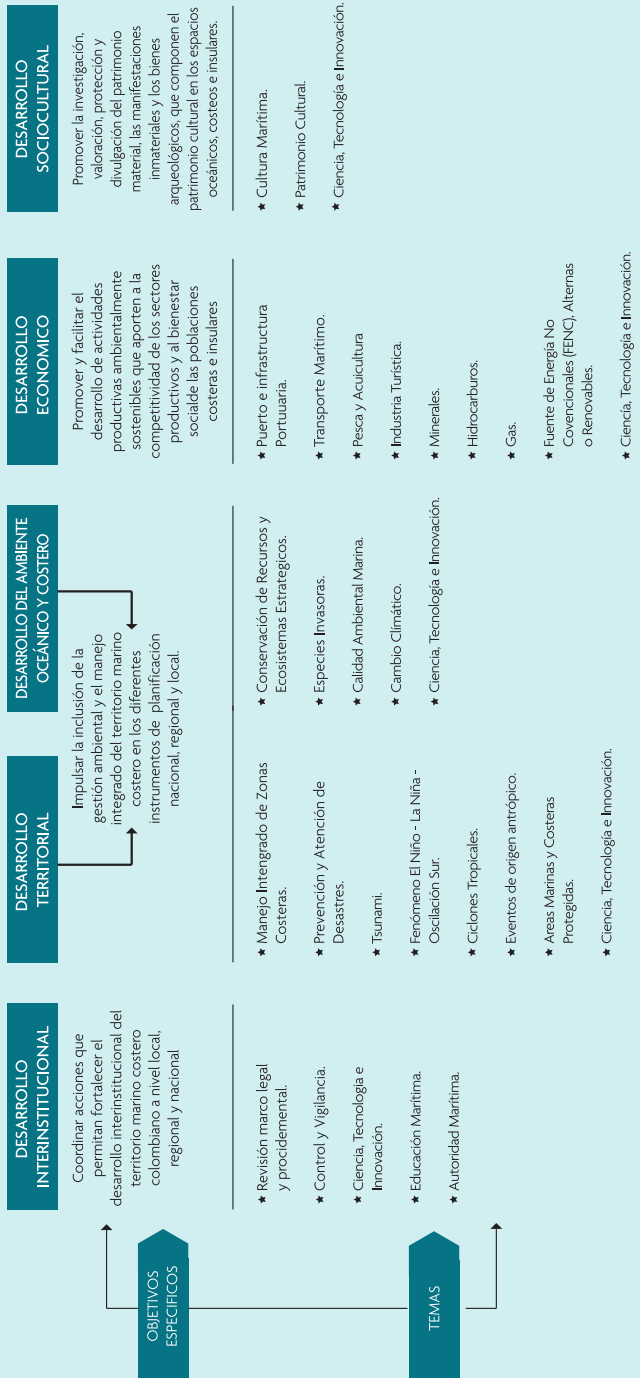 OBJETIVOS
ESPECIFICOS
TEMAS
DESARROLLO
INTERINSTITUCIONAL
Coordinar acciones que
permitan fortalecer el
desarrollo interinstitucional del
territorio marino costero
colombiano a nivel local,
regional y nacional
★ Revisión marco legal
y procidemental.
★ Control y Vigilancia.
★ Ciencia, Tecnologia e
Innovación.
★ Educación Marítima.
★ Autoridad Marítima.
DESARROLLO
TERRITORIAL
DESARROLLO DEL AMBIENTE
OCEÁNICO Y COSTERO
Impulsar la inclusión de la
gestión ambiental y el manejo
integrado del territorio marino
costero en los diferentes
instrumentos de planificación
nacional, regional y local.
★ Manejo Intengrado de Zonas
Costeras.
★ Prevención y Atención de
Desastres.
★ Tsunami.
★ Fenómeno El Niño - La Niña -
Oscilación Sur.
★ Ciclones Tropicales.
★ Eventos de origen antrópico.
★ Areas Marinas y Costeras
Protegidas.
★ Ciencia, Tecnología e Innovación.
★ Conservación de Recursos y
Ecosistemas Estrategicos.
★ Especies Invasoras.
★ Calidad Ambiental Marina.
★ Cambio Climático.
★ Ciencia, Tecnología e Innovación.
DESARROLLO
ECONOMICO
Promover y facilitar el
desarrollo de actividades
productivas ambientalmente
sostenibles que aporten a la
competitividad de los sectores
productivos y al bienestar
socialde las poblaciones
costeras e insulares
★ Puerto e infraestructura
Portuuaria.
★ Transporte Marítimo.
★ Pesca y Acuicultura
★ Industria Turística.
★ Minerales.
★ Hidrocarburos.
★ Gas.
★ Fuente de Energía No
Covencionales (FENC), Alternas
o Renovables.
★ Ciencia, Tecnología e Innovación.
DESARROLLO
SOCIOCULTURAL
Promover la investigación,
valoración, protección y
divulgación del patrimonio
material, las manifestaciones
inmateriales y los bienes
arqueológicos, que componen el
patrimonio cultural en los espacios
oceánicos, costeos e insulares.
★ Cultura Marítima.
★ Patrimonio Cultural.
★ Ciencia, Tecnología e Innovación.